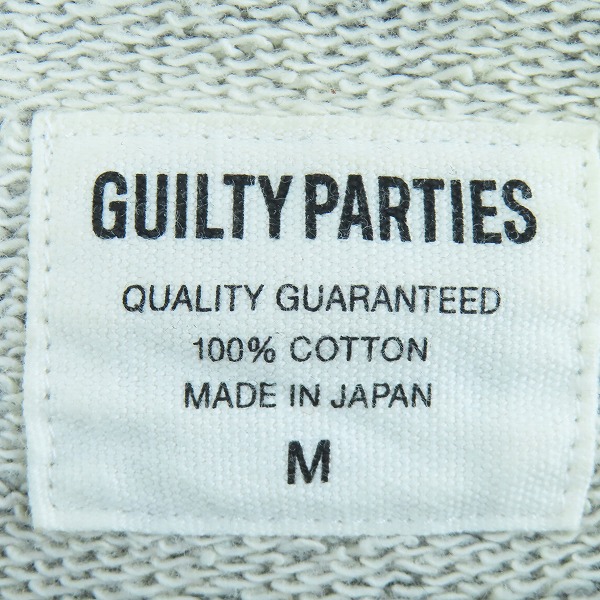 GUILTY PARTIES
QUALITY GUARANTEED
100% COTTON
MADE IN JAPAN
M